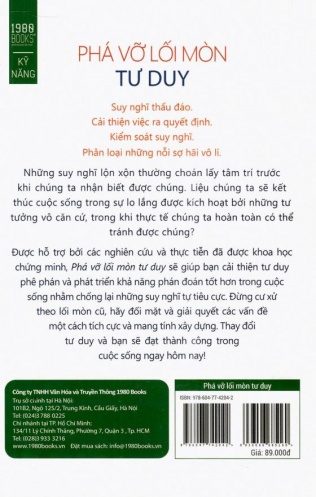 1980
BOOKS
KỸ
NĂNG
PHÁ VỠ LỐI MÒN
TƯ DUY
Suy nghĩ thấu đáo.
Cải thiện việc ra quyết định.
Kiểm soát suy nghĩ.
Phân loại những nỗi sợ hãi vô lí.
Những suy nghĩ lộn xộn thường choán lấy tâm trí trước
khi chúng ta nhận biết được chúng. Liệu chúng ta sẽ kết
thúc cuộc sống trong sự lo lắng được kích hoạt bởi những tư
tưởng vô căn cứ, trong khi thực tế chúng ta hoàn toàn có thể
tránh được chúng?
Được hỗ trợ bởi các nghiên cứu và thực tiễn đã được khoa học
chứng minh, Phá vỡ lối mòn tư duy sẽ giúp bạn cải thiện tư duy
phê phán và phát triển khả năng phán đoán tốt hơn trong cuộc
sống nhằm chống lại những suy nghĩ tự tiêu cực. Đừng cư xử
theo lối mòn cũ, hãy đối mặt và giải quyết các vấn đề
một cách tích cực và mang tính xây dựng. Thay đổi
tư duy và bạn sẽ đạt thành công trong
cuộc sống ngay hôm nay!
Công ty TNHH Văn Hóa và Truyền Thông 1980 Books
Trụ sở chính tại Hà Nội:
101B2, Ngõ 125/2, Trung Kính, Cầu Giấy, Hà Nội
Tel: (024)3 788 0225
Chi nhánh tại TP. Hồ Chí Minh:
134/11 Lý Chính Thắng, Phường 7, Quận 3, Tp. HCM
Tel: (028)3 933 3216
www.1980books.vn Đặt mua sách: info@1980books.vn
Phá vỡ lối mòn tư duy
ISBN: 978-604-77-4204-2
Giá: 89.000đ